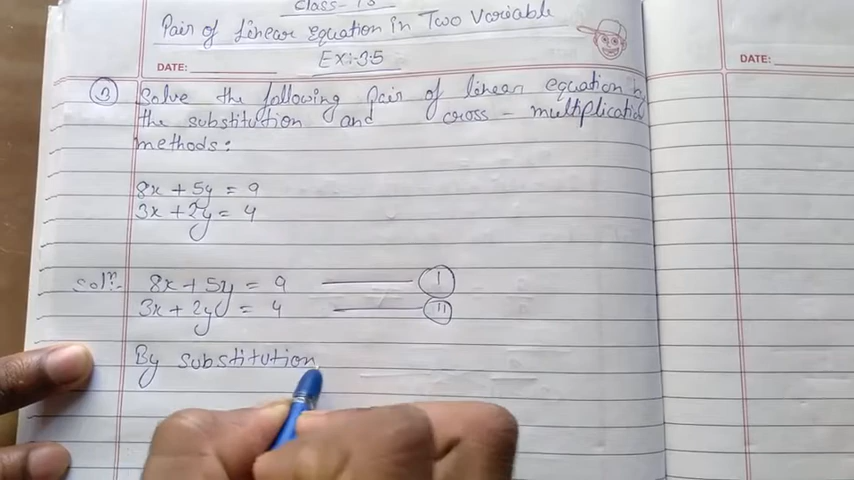 Class- 10
Pair of Linear Equation in Two Variable
Ex:-3.5
DATE:
DATE:
③ Solve the following Pair of linear equation by
the substitution and cross - multiplication
methods:
8x + 5y = 9
3x + 2y = 4
solⁿ:- 8x + 5y = 9 ——— I
3x + 2y = 4 ——— II
By substitution